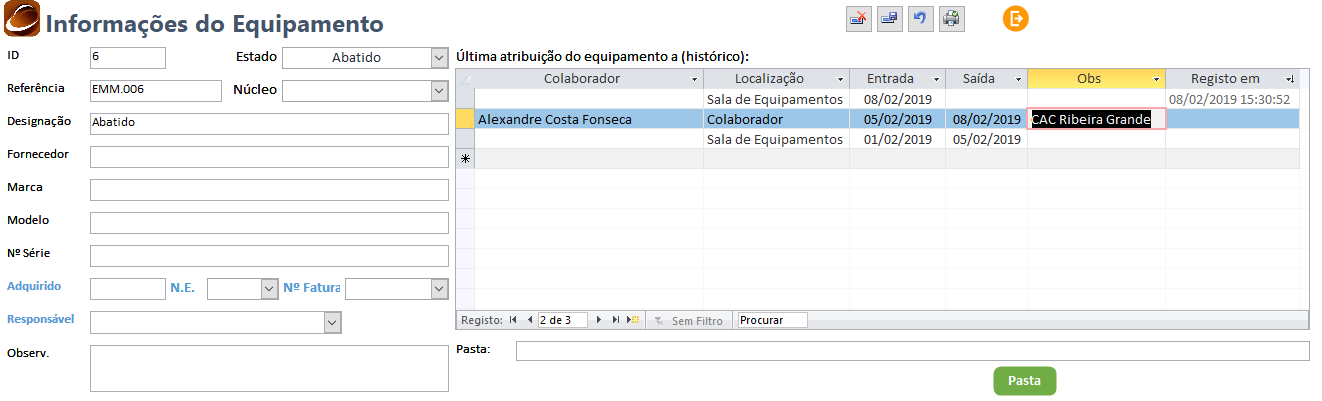 Informações do Equipamento
ID 6 Estado Abatido
Referência EMM.006 Núcleo
Designação Abatido
Fornecedor
Marca
Modelo
Nº Série
Adquirido N.E. Nº Fatura
Responsável
Observ.
Última atribuição do equipamento a (histórico):
Colaborador Localização Entrada Saída Obs Registo em
Sala de Equipamentos 08/02/2019 08/02/2019 15:30:52
Alexandre Costa Fonseca Colaborador 05/02/2019 08/02/2019 CAC Ribeira Grande
Sala de Equipamentos 01/02/2019 05/02/2019
Registo: 2 de 3 Sem Filtro Procurar
Pasta:
Pasta